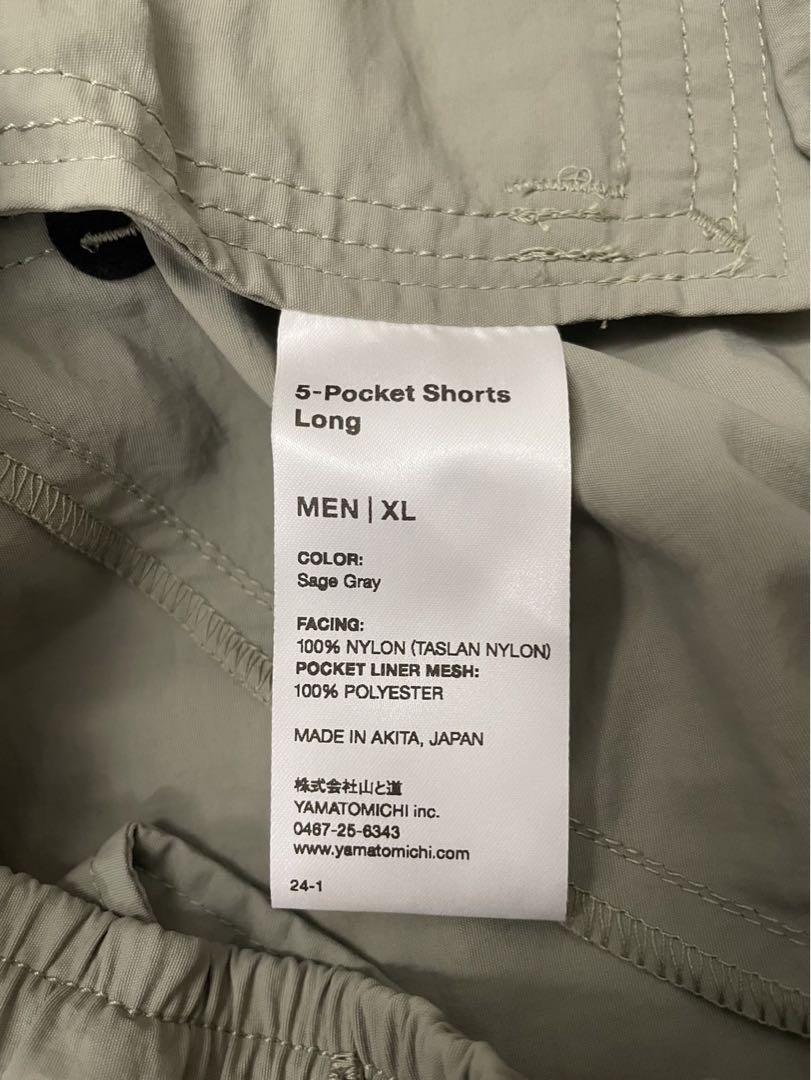 5-Pocket Shorts
Long
MEN | XL
COLOR:
Sage Gray
FACING:
100% NYLON (TASLAN NYLON)
POCKET LINER MESH:
100% POLYESTER
MADE IN AKITA, JAPAN
株式会社山と道
YAMATOMICHI inc.
0467-25-6343
www.yamatomichi.com
24-1